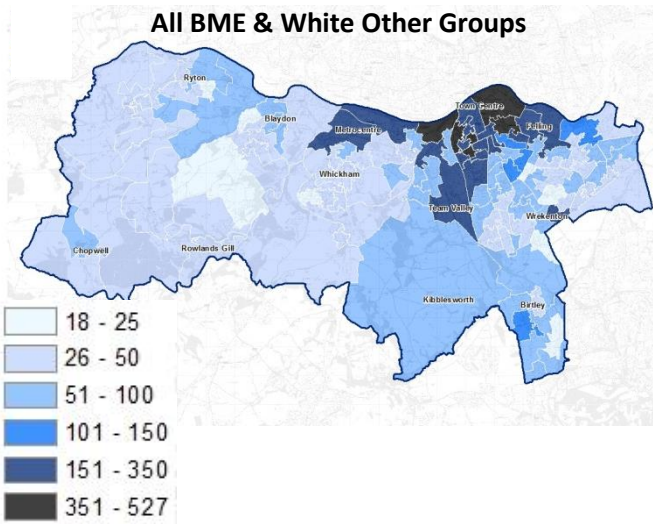 All BME & White Other Groups
Ryton
Town Centre
Blaydon
Metrocentre
Felling
Whickham
Team Valley
Wrekenton
Chopwell
Rowlands Gill
Kibblesworth
Birtley
18 - 25
26 - 50
51 - 100
101 - 150
151 - 350
351 - 527